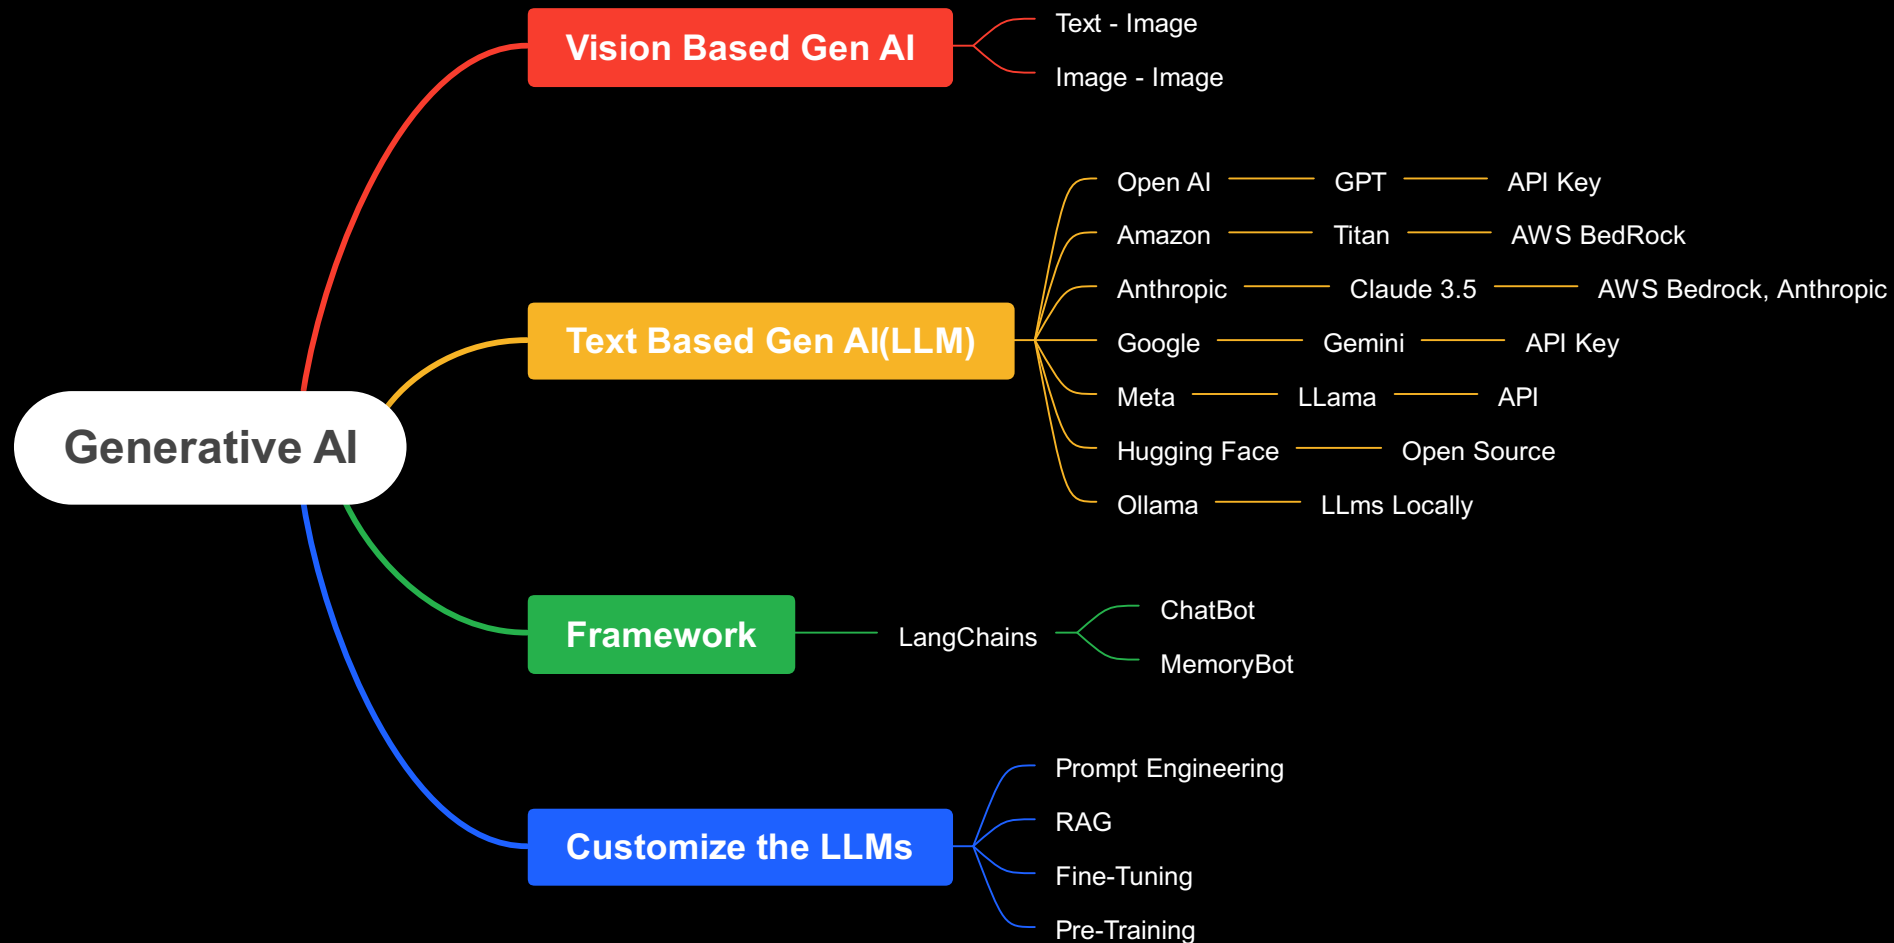 Vision Based Gen AI
Text - Image
Image - Image
Open AI
GPT
API Key
Amazon
Titan
AWS BedRock
Anthropic
Claude 3.5
AWS Bedrock, Anthropic
Text Based Gen AI(LLM)
Google
Gemini
API Key
Meta
LLama
API
Hugging Face
Open Source
Ollama
LLms Locally
Generative AI
Framework
LangChains
ChatBot
MemoryBot
Customize the LLMs
Prompt Engineering
RAG
Fine-Tuning
Pre-Training